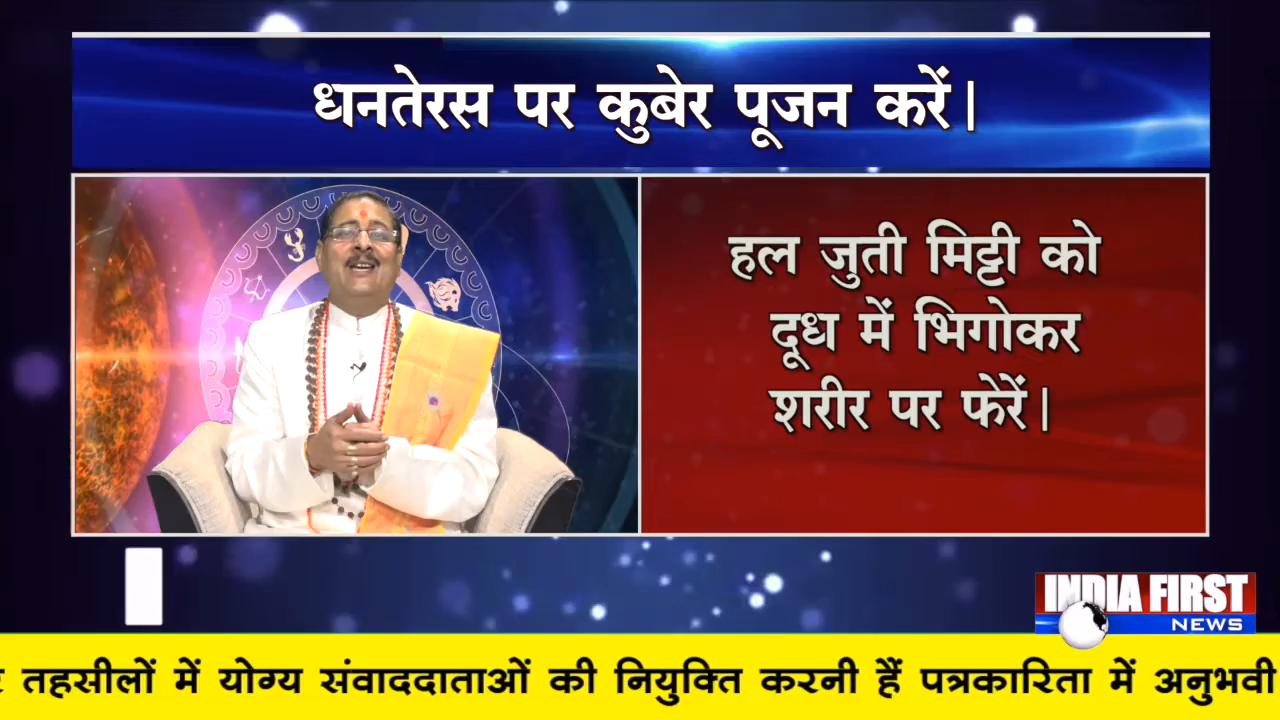 धनतेरस पर कुबेर पूजन करें।
हल जुती मिट्टी को
दूध में भिगोकर
शरीर पर फेरें।
INDIA FIRST
NEWS
तहसीलों में योग्य संवाददाताओं की नियुक्ति करनी हैं पत्रकारिता में अनुभवी